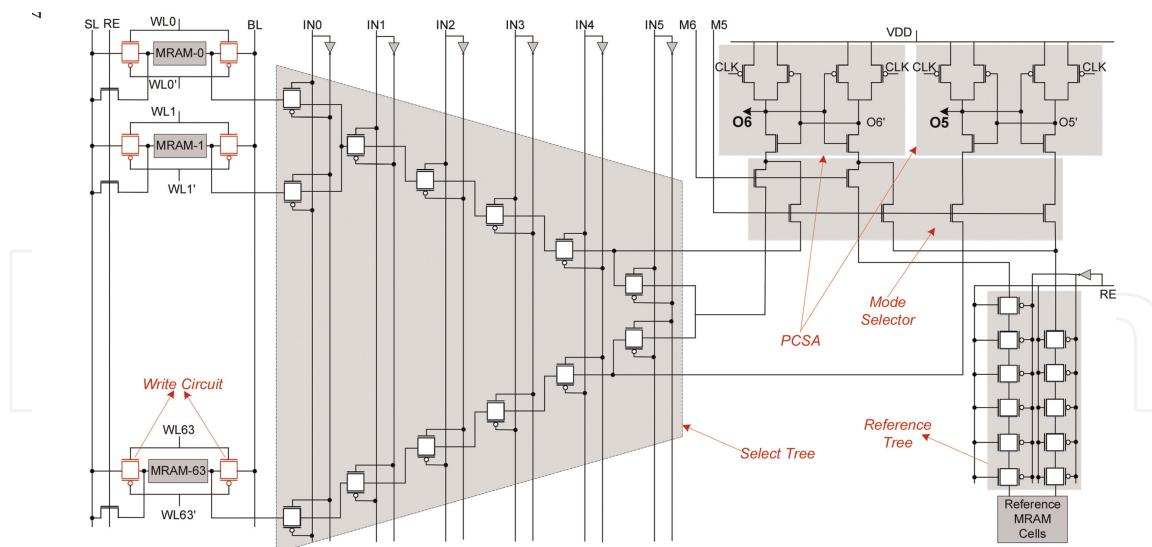 7
SL RE WL0 BL IN0 IN1 IN2 IN3 IN4 IN5 M6 M5
VDD
MRAM-0
WL0'
CLK CLK CLK CLK
WL1
O6 O6' O5 O5'
MRAM-1
WL1'
Mode
Selector
RE
PCSA
Write Circuit
WL63
Reference
Tree
Select Tree
MRAM-63
WL63'
Reference
MRAM
Cells